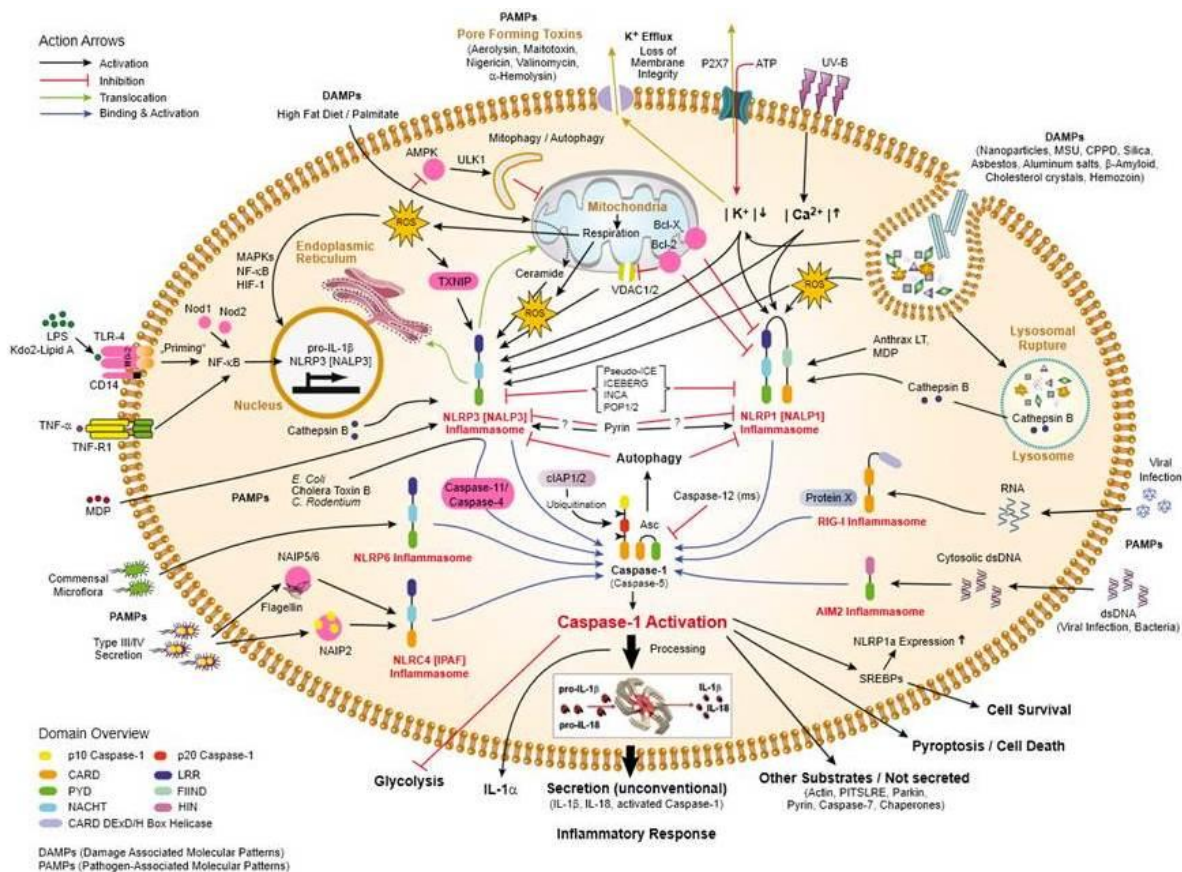 Action Arrows
Activation
Inhibition
Translocation
Binding & Activation
PAMPs
Pore Forming Toxins
(Aerolysin, Maitotoxin,
Nigericin, Valinomycin,
α-Hemolysin)
K⁺ Efflux
Loss of
Membrane
Integrity
P2X7
ATP
UV-B
DAMPs
High Fat Diet / Palmitate
DAMPs
(Nanoparticles, MSU, CPPD, Silica,
Asbestos, Aluminum salts, β-Amyloid,
Cholesterol crystals, Hemozoin)
Mitophagy / Autophagy
AMPK
ULK1
Mitochondria
Respiration
Bcl-X
Bcl-2
VDAC1/2
| K⁺ |↓
| Ca²⁺ |↑
ROS
Endoplasmic
Reticulum
TXNIP
Ceramide
ROS
ROS
MAPKs
NF-κB
HIF-1
Nod1
Nod2
LPS
Kdo2-Lipid A
TLR-4
MD-2
CD14
„Priming“
NF-κB
pro-IL-1β
NLRP3 [NALP3]
Nucleus
TNF-α
TNF-R1
Cathepsin B
MDP
PAMPs
E. Coli
Cholera Toxin B
C. Rodentium
NLRP3 [NALP3]
Inflammasome
Pseudo-ICE
ICEBERG
INCA
POP1/2
? Pyrin ?
NLRP1 [NALP1]
Inflammasome
Anthrax LT,
MDP
Cathepsin B
Lysosomal
Rupture
Cathepsin B
Lysosome
Autophagy
Caspase-11/
Caspase-4
cIAP1/2
Ubiquitination
Asc
Caspase-12 (ms)
Caspase-1
(Caspase-5)
Protein X
RIG-I Inflammasome
RNA
Viral
Infection
PAMPs
Cytosolic dsDNA
AIM2 Inflammasome
dsDNA
(Viral Infection, Bacteria)
NLRP6 Inflammasome
Commensal
Microflora
PAMPs
Type III/IV
Secretion
NAIP5/6
Flagellin
NAIP2
NLRC4 [IPAF]
Inflammasome
Caspase-1 Activation
Processing
pro-IL-1β
pro-IL-18
IL-1β
IL-18
NLRP1a Expression ↑
SREBPs
Cell Survival
Pyroptosis / Cell Death
Other Substrates / Not secreted
(Actin, PITSLRE, Parkin,
Pyrin, Caspase-7, Chaperones)
Glycolysis
IL-1α
Secretion (unconventional)
(IL-1β, IL-18, activated Caspase-1)
Inflammatory Response
Domain Overview
p10 Caspase-1
p20 Caspase-1
CARD
LRR
PYD
FIIND
NACHT
HIN
CARD DExD/H Box Helicase
DAMPs (Damage Associated Molecular Patterns)
PAMPs (Pathogen-Associated Molecular Patterns)